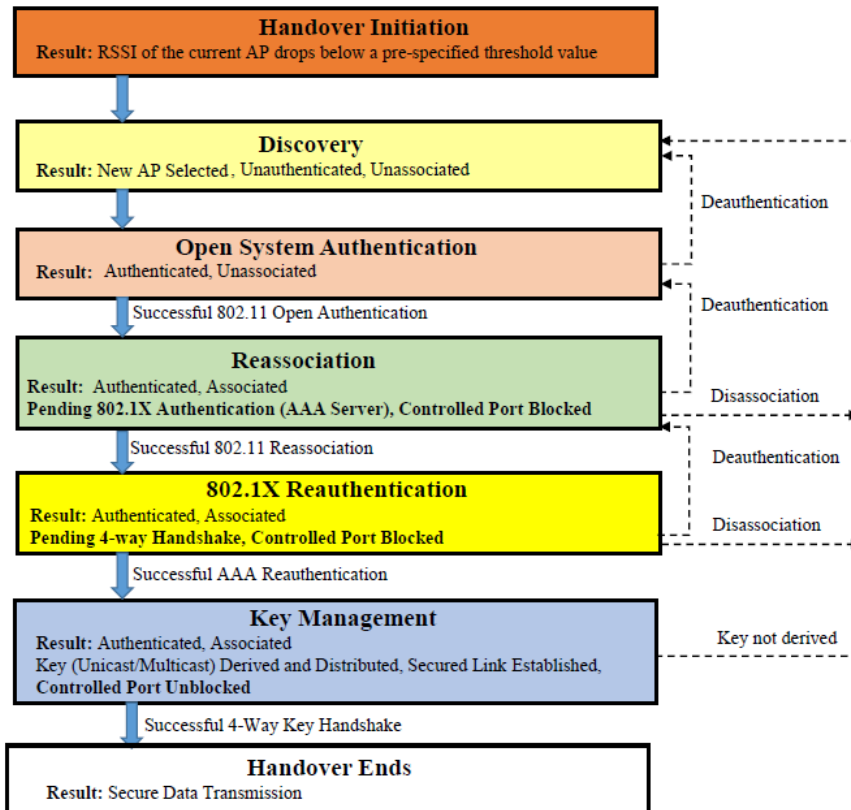 Handover Initiation
Result: RSSI of the current AP drops below a pre-specified threshold value
Discovery
Result: New AP Selected, Unauthenticated, Unassociated
Deauthentication
Open System Authentication
Result: Authenticated, Unassociated
Successful 802.11 Open Authentication
Deauthentication
Reassociation
Result: Authenticated, Associated
Pending 802.1X Authentication (AAA Server), Controlled Port Blocked
Disassociation
Successful 802.11 Reassociation
Deauthentication
802.1X Reauthentication
Result: Authenticated, Associated
Pending 4-way Handshake, Controlled Port Blocked
Disassociation
Successful AAA Reauthentication
Key Management
Result: Authenticated, Associated
Key (Unicast/Multicast) Derived and Distributed, Secured Link Established,
Controlled Port Unblocked
Key not derived
Successful 4-Way Key Handshake
Handover Ends
Result: Secure Data Transmission